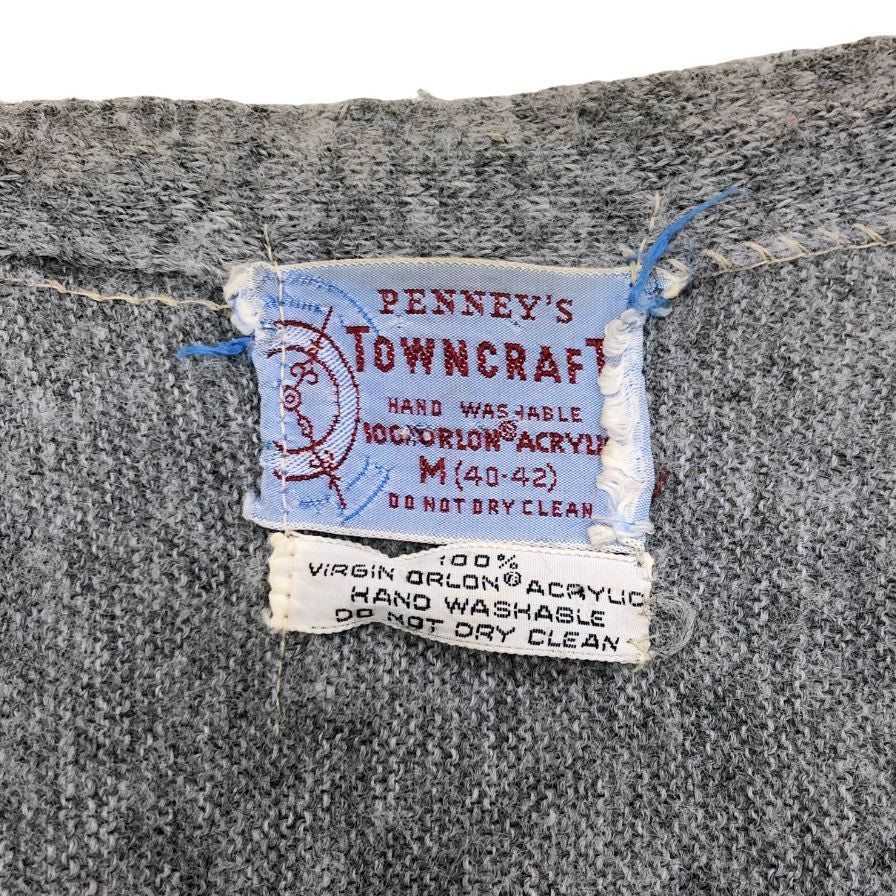 PENNEY'S
TOWNCRAFT
HAND WASHABLE
100% ORLON® ACRYLIC
M (40-42)
DO NOT DRY CLEAN
100%
VIRGIN ORLON® ACRYLIC
HAND WASHABLE
DO NOT DRY CLEAN